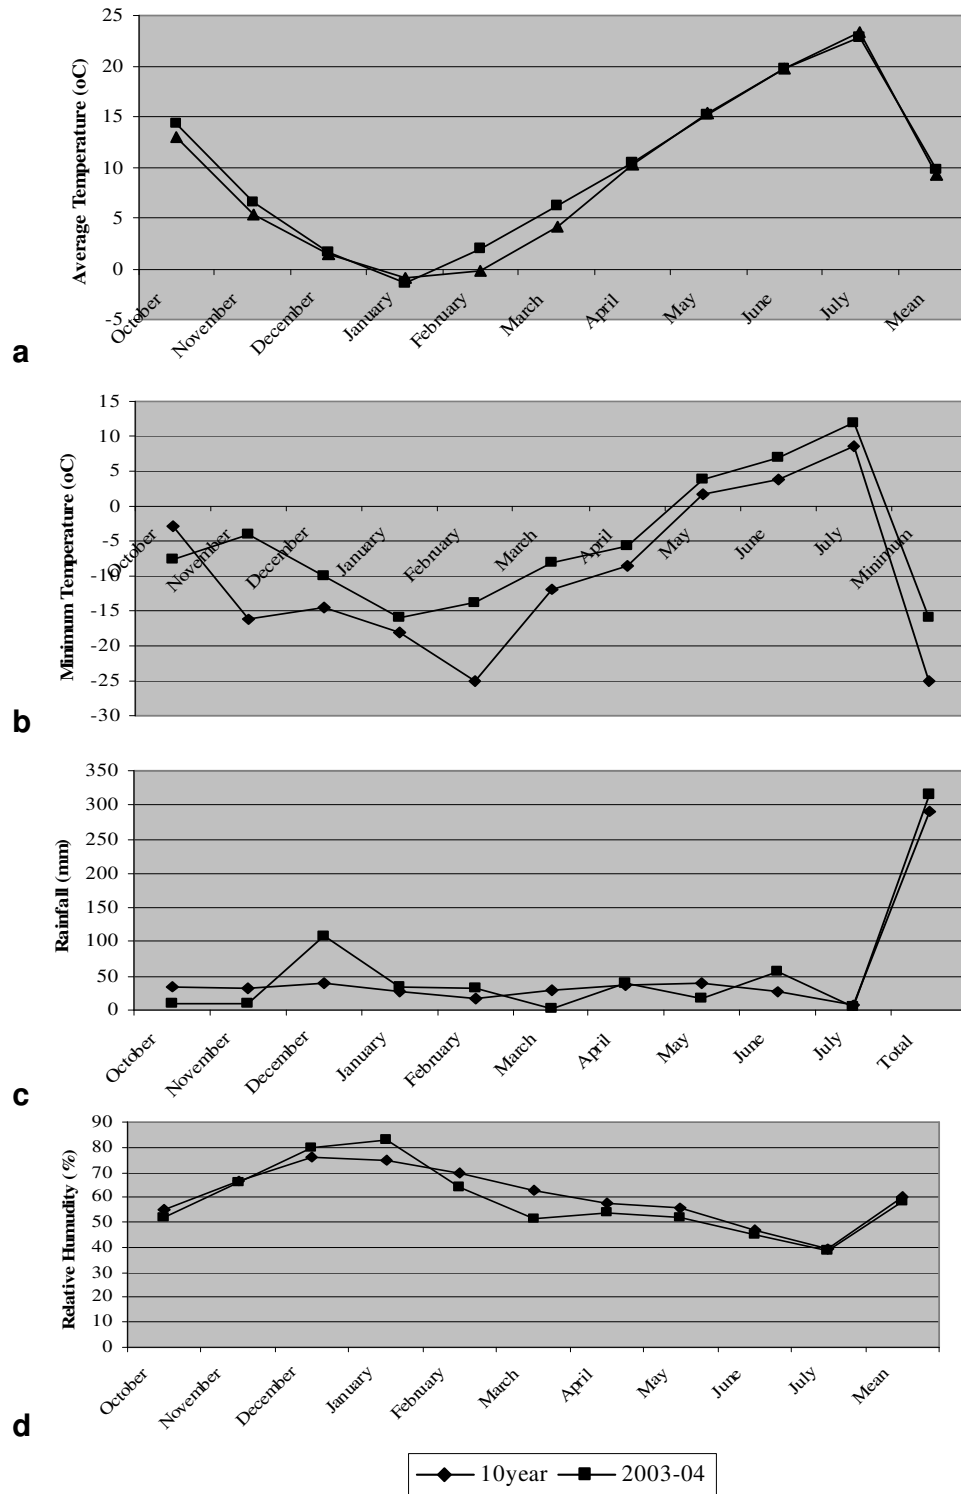 25
20
15
10
5
0
-5
Average Temperature (oC)
October
November
December
January
February
March
April
May
June
July
Mean
a
15
10
5
0
-5
-10
-15
-20
-25
-30
Minimum Temperature (oC)
October
November
December
January
February
March
April
May
June
July
Minimum
b
350
300
250
200
150
100
50
0
Rainfall (mm)
October
November
December
January
February
March
April
May
June
July
Total
c
90
80
70
60
50
40
30
20
10
0
Relative Humudity (%)
October
November
December
January
February
March
April
May
June
July
Mean
d
10year 2003-04